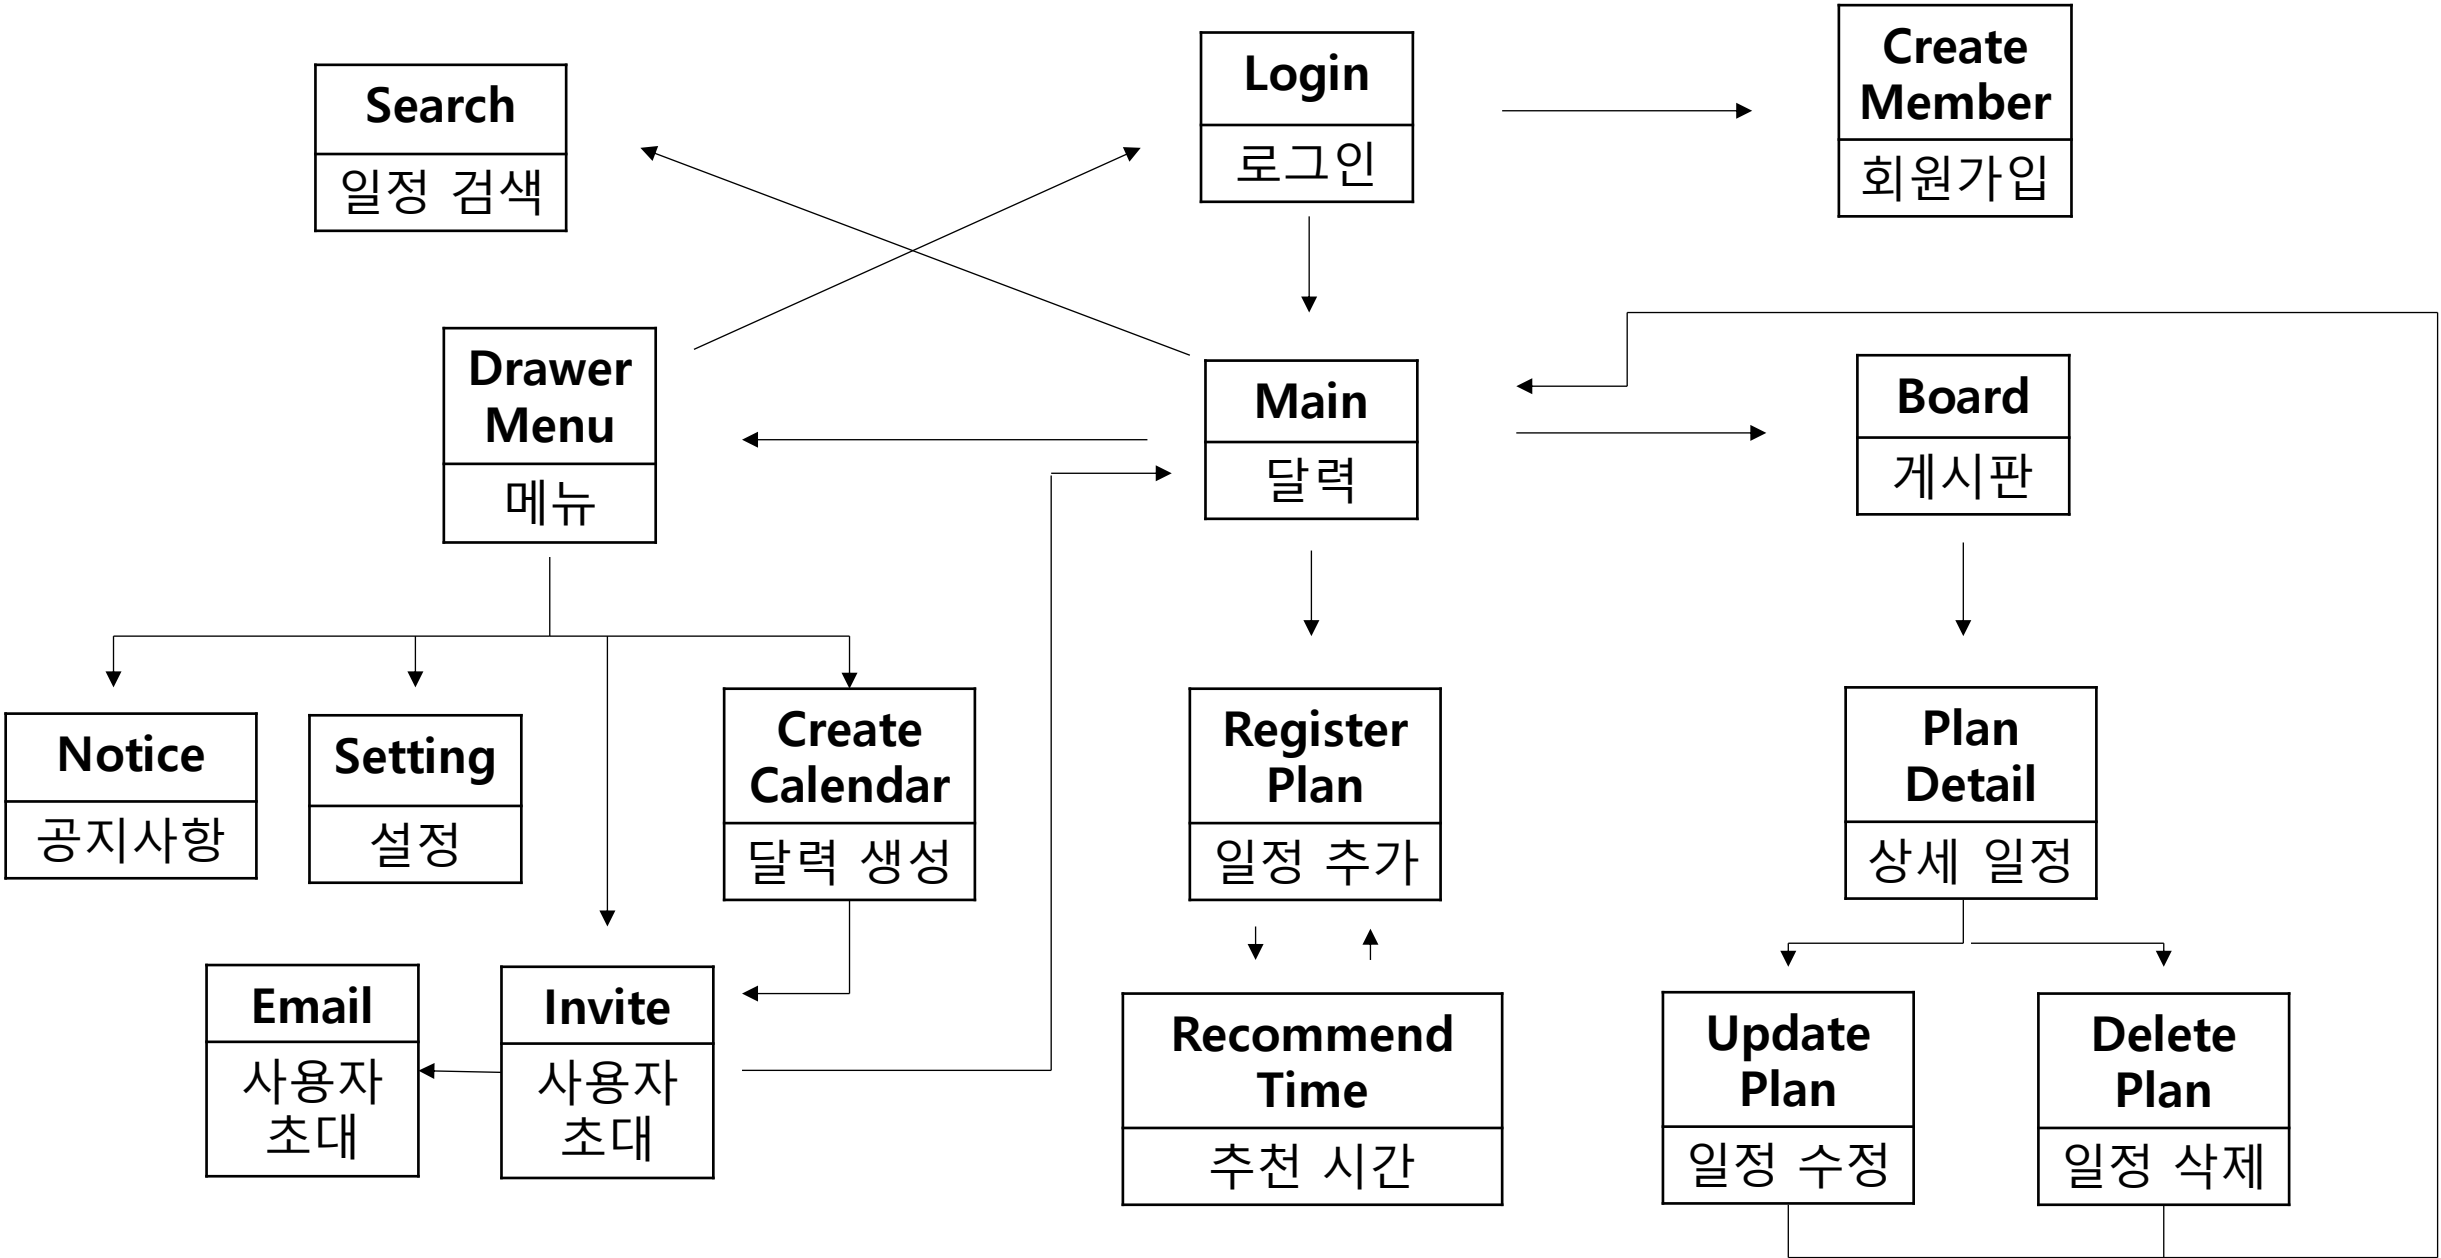 Search
일정 검색
Login
로그인
Create
Member
회원가입
Drawer
Menu
메뉴
Main
달력
Board
게시판
Notice
공지사항
Setting
설정
Create
Calendar
달력 생성
Register
Plan
일정 추가
Plan
Detail
상세 일정
Email
사용자
초대
Invite
사용자
초대
Recommend
Time
추천 시간
Update
Plan
일정 수정
Delete
Plan
일정 삭제